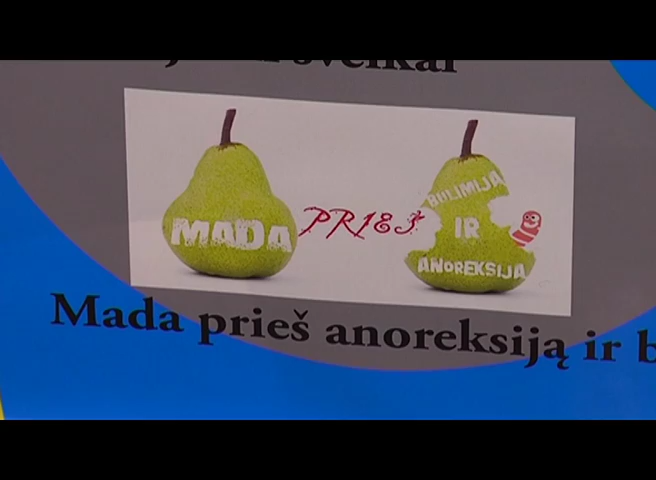 MADA
PRIEŠ
BULIMIJA
IR
ANOREKSIJA
Mada prieš anoreksiją ir b